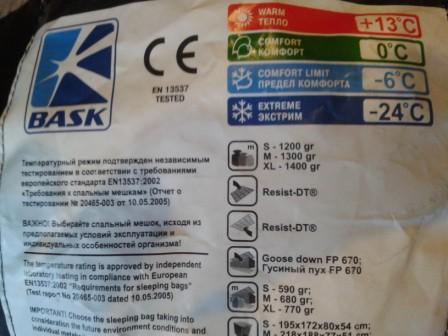 BASK
CE
EN 13537
TESTED
WARM
ТЕПЛО
+13°C
COMFORT
КОМФОРТ
0°C
COMFORT LIMIT
ПРЕДЕЛ КОМФОРТА
-6°C
EXTREME
ЭКСТРИМ
-24°C
Температурный режим подтвержден независимым
тестированием в соответствии с требованиями
европейского стандарта EN13537:2002
«Требования к спальным мешкам» (Отчет о
тестировании № 20465-003 от 10.05.2005)
ВАЖНО! Выбирайте спальный мешок, исходя из
предполагаемых условий эксплуатации и
индивидуальных особенностей организма!
The temperature rating is approved by independent
laboratory testing in compliance with European
EN13537:2002 "Requirements for sleeping bags"
(Test report No 20465-003 dated 10.05.2005)
IMPORTANT! Choose the sleeping bag taking into
consideration the future environment conditions and
m
S - 1200 gr
M - 1300 gr
XL - 1400 gr
Resist-DT®
Resist-DT®
Goose down FP 670;
Гусиный пух FP 670
m
S - 590 gr;
M - 680 gr;
XL - 770 gr
S - 195x172x80x54 cm;